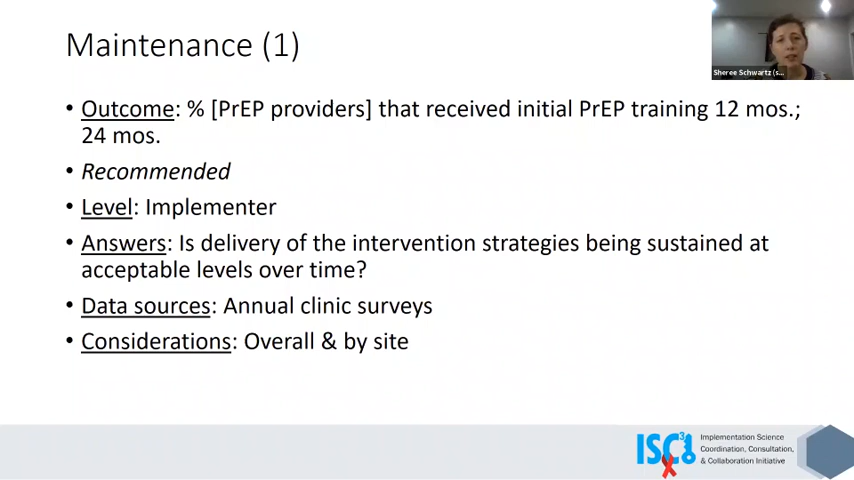 Maintenance (1)
Sheree Schwartz (s...
• Outcome: % [PrEP providers] that received initial PrEP training 12 mos.;
24 mos.
• Recommended
• Level: Implementer
• Answers: Is delivery of the intervention strategies being sustained at
acceptable levels over time?
• Data sources: Annual clinic surveys
• Considerations: Overall & by site
ISC3I
Implementation Science
Coordination, Consultation,
& Collaboration Initiative